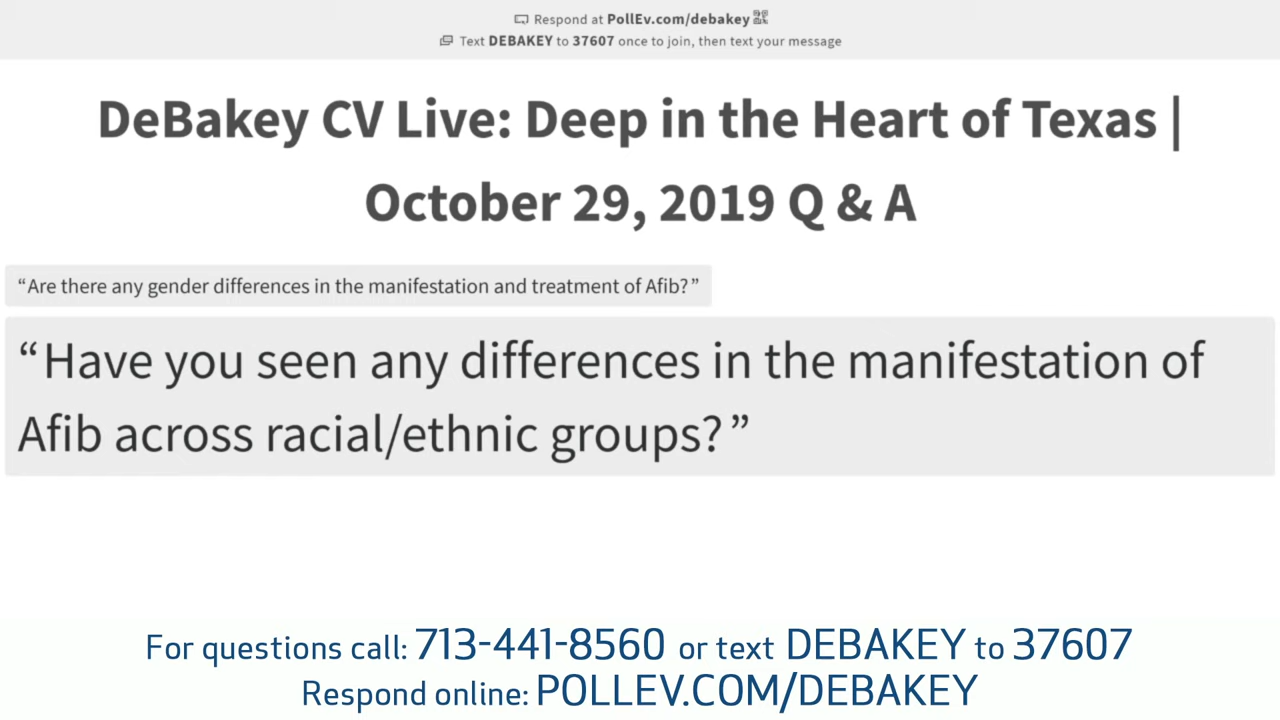 Respond at PollEv.com/debakey
Text DEBAKEY to 37607 once to join, then text your message
DeBakey CV Live: Deep in the Heart of Texas |
October 29, 2019 Q & A
“Are there any gender differences in the manifestation and treatment of Afib?”
“Have you seen any differences in the manifestation of
Afib across racial/ethnic groups?”
For questions call: 713-441-8560 or text DEBAKEY to 37607
Respond online: POLLEV.COM/DEBAKEY